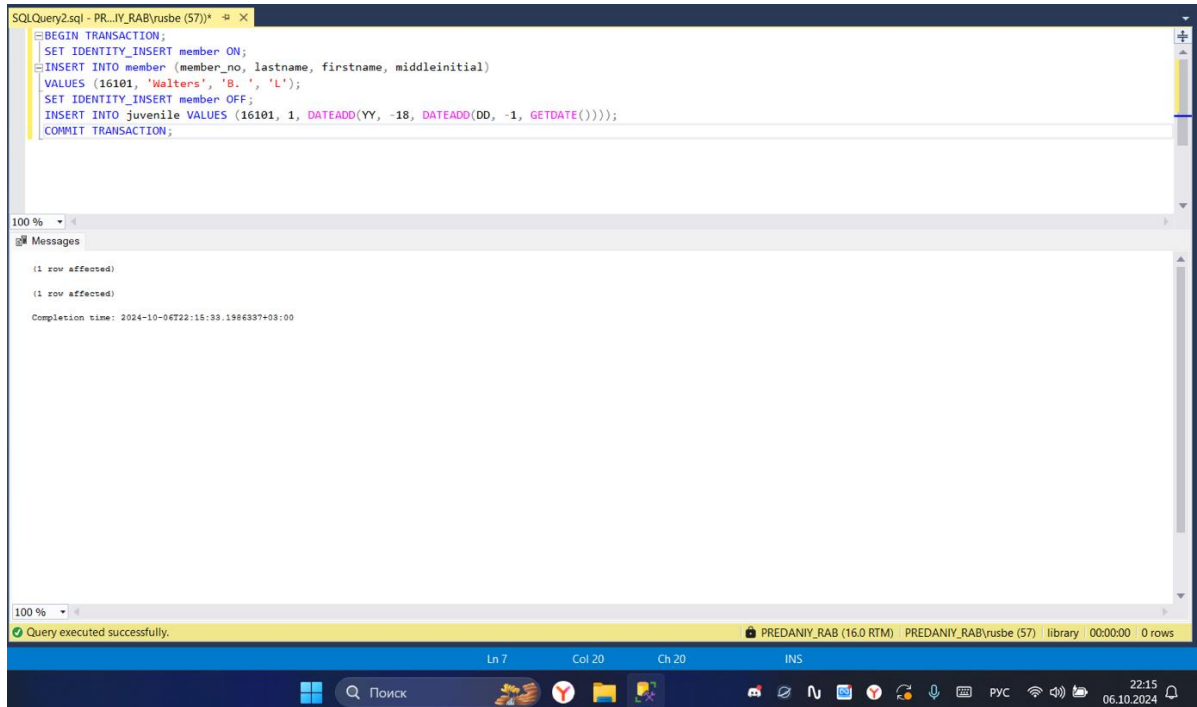 SQLQuery2.sql - PR...IY_RAB\rusbe (57))*
BEGIN TRANSACTION;
SET IDENTITY_INSERT member ON;
INSERT INTO member (member_no, lastname, firstname, middleinitial)
VALUES (16101, 'Walters', 'B. ', 'L');
SET IDENTITY_INSERT member OFF;
INSERT INTO juvenile VALUES (16101, 1, DATEADD(YY, -18, DATEADD(DD, -1, GETDATE())));
COMMIT TRANSACTION;
100 %
Messages
(1 row affected)
(1 row affected)
Completion time: 2024-10-06T22:15:33.1986337+03:00
100 %
Query executed successfully. PREDANIY_RAB (16.0 RTM) PREDANIY_RAB\rusbe (57) library 00:00:00 0 rows
Ln 7 Col 20 Ch 20 INS
Поиск РУС 22:15
06.10.2024